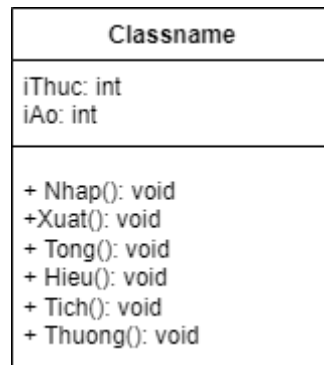 Classname
iThuc: int
iAo: int
+ Nhap(): void
+Xuat(): void
+ Tong(): void
+ Hieu(): void
+ Tich(): void
+ Thuong(): void